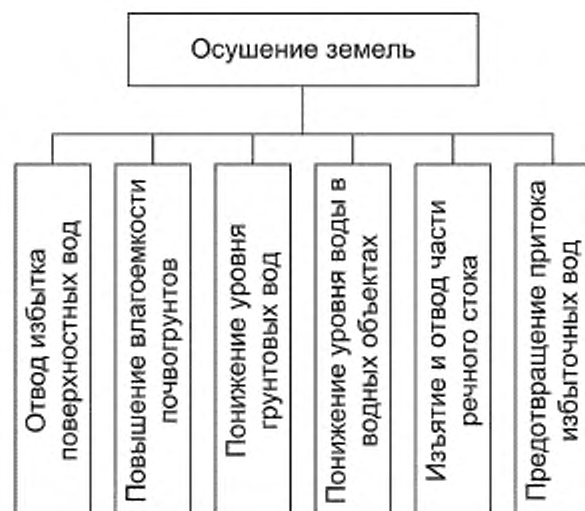 Осушение земель
Отвод избытка
поверхностных вод
Повышение влагоемкости
почвогрунтов
Понижение уровня
грунтовых вод
Понижение уровня воды в
водных объектах
Изъятие и отвод части
речного стока
Предотвращение притока
избыточных вод